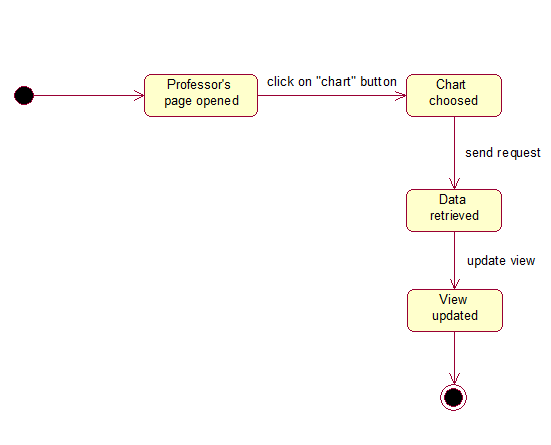 Professor's
page opened
click on "chart" button
Chart
choosed
send request
Data
retrieved
update view
View
updated